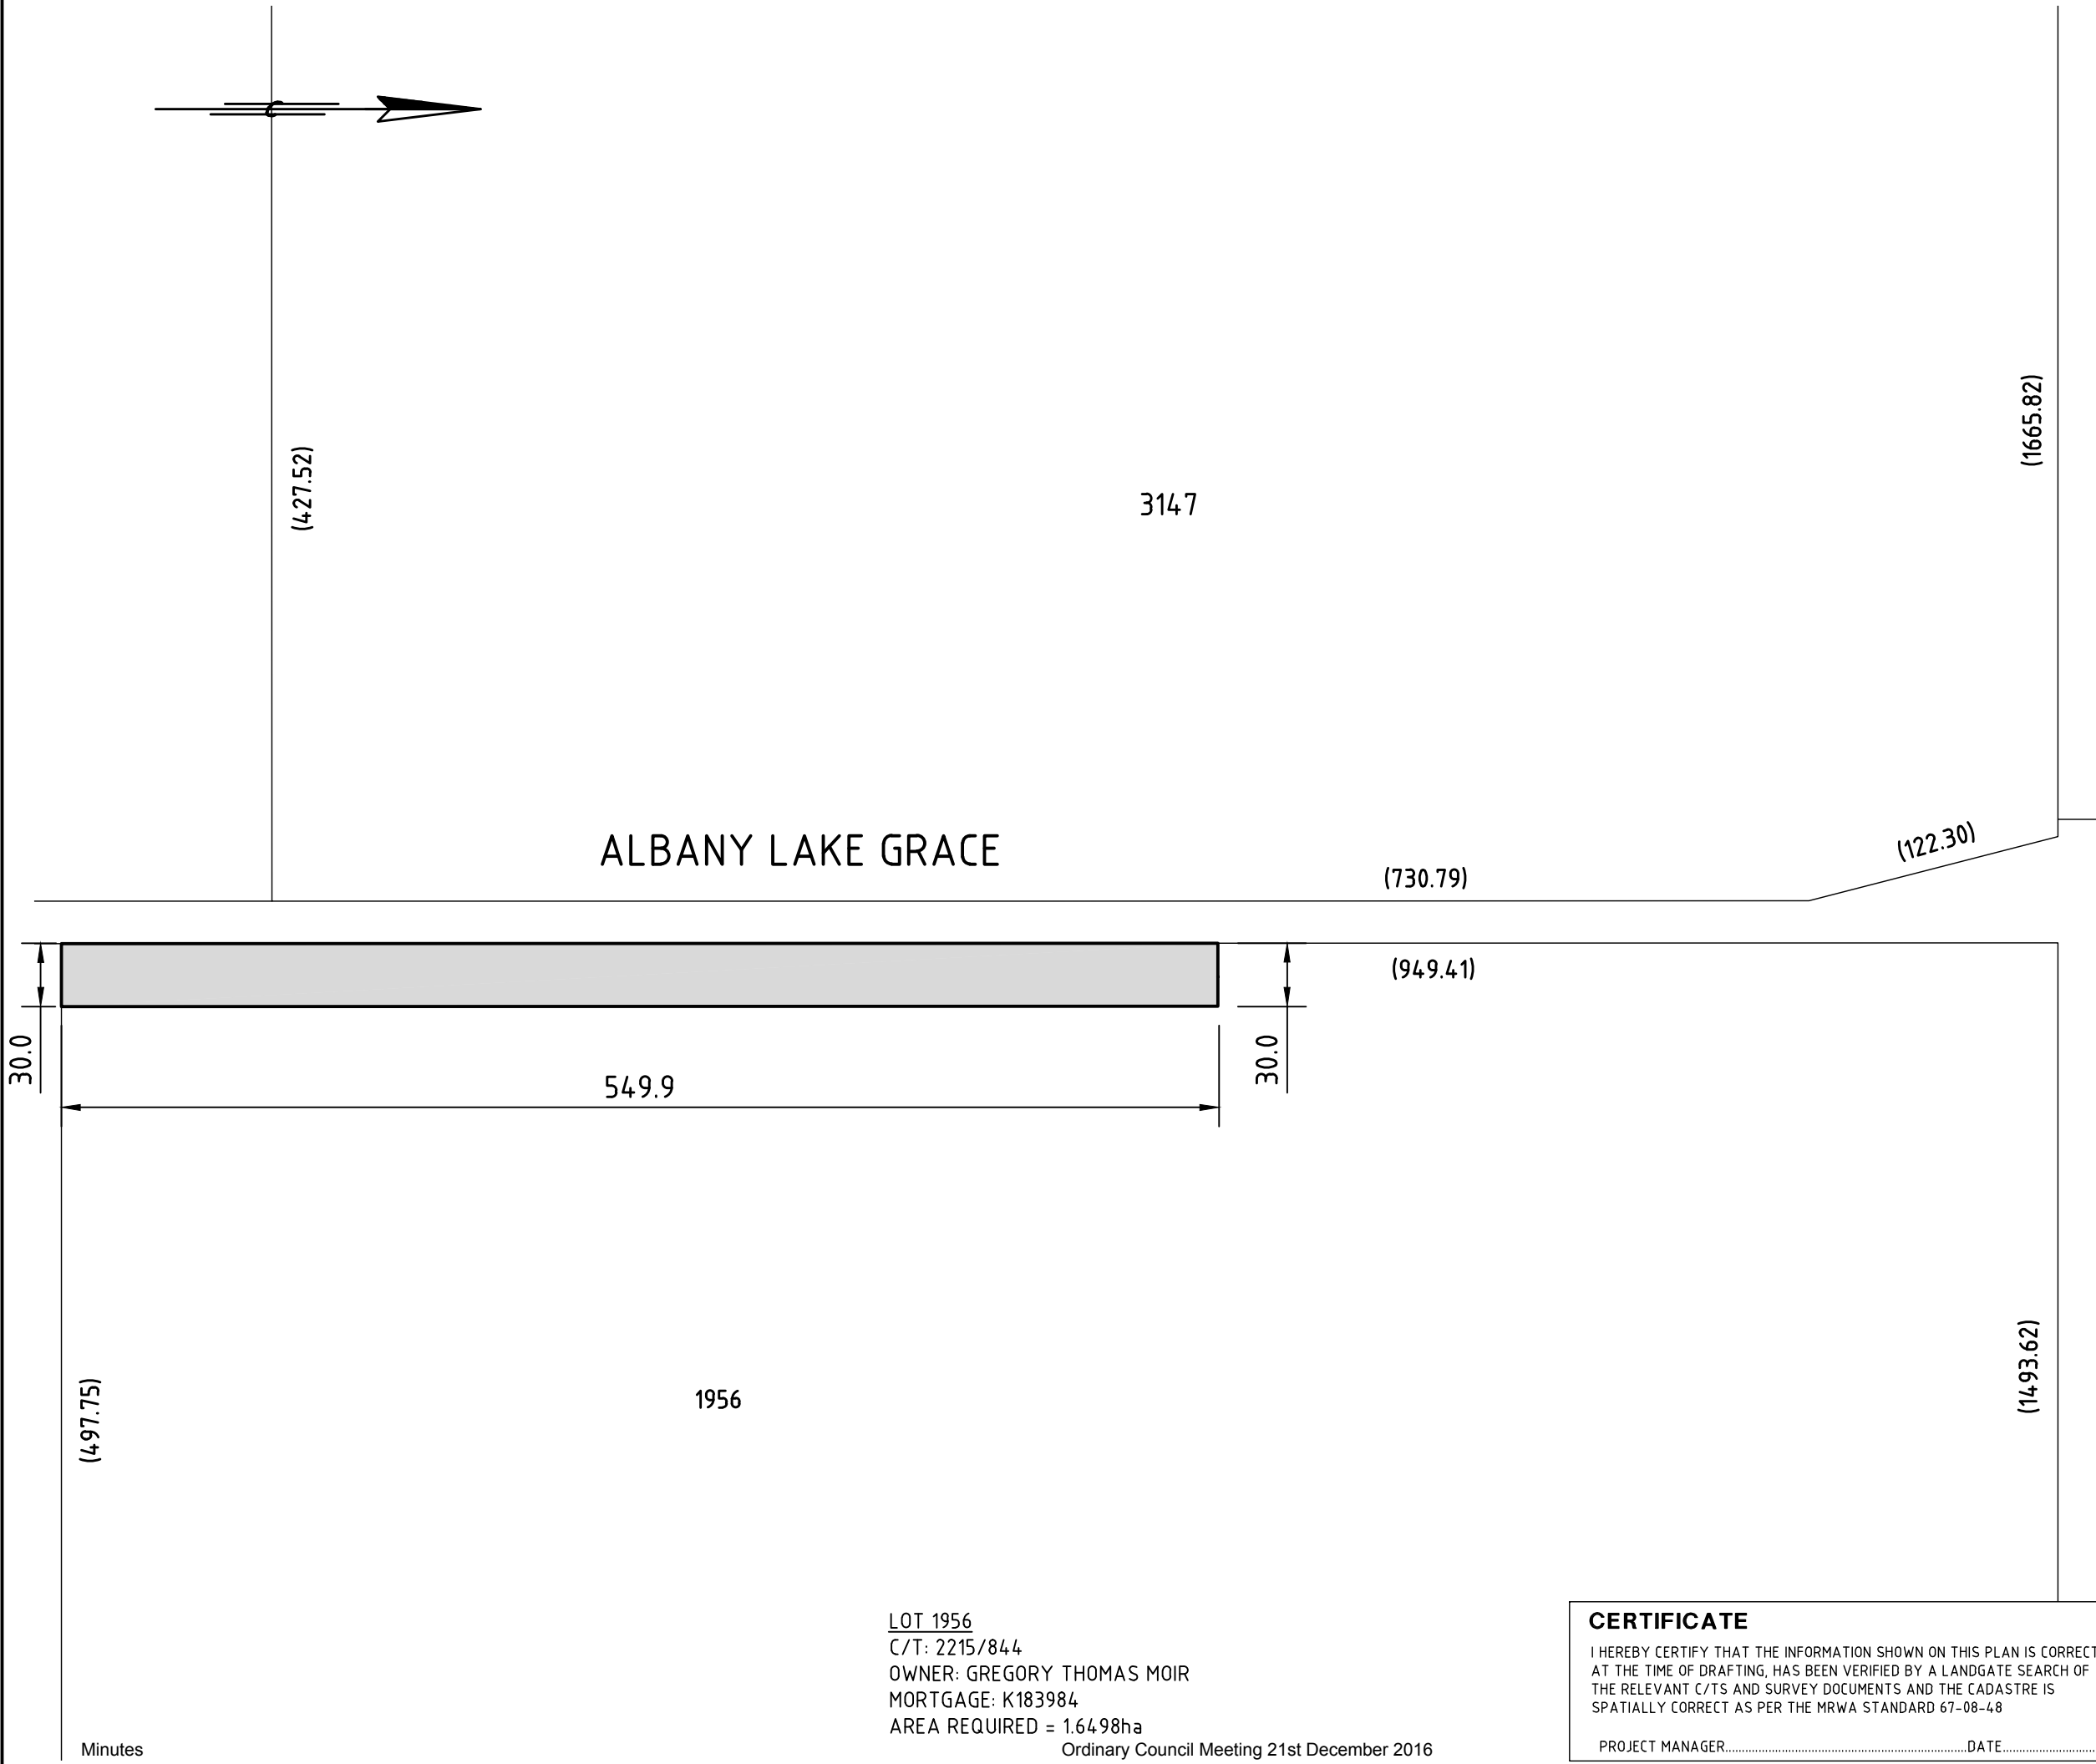 (427.52)
(1665.82)
3147
ALBANY LAKE GRACE
(122.30)
(730.79)
(949.41)
30.0
30.0
549.9
(497.75)
1956
(1493.62)
LOT 1956
C/T: 2215/844
OWNER: GREGORY THOMAS MOIR
MORTGAGE: K183984
AREA REQUIRED = 1.6498ha
CERTIFICATE
I HEREBY CERTIFY THAT THE INFORMATION SHOWN ON THIS PLAN IS CORRECT
AT THE TIME OF DRAFTING, HAS BEEN VERIFIED BY A LANDGATE SEARCH OF
THE RELEVANT C/TS AND SURVEY DOCUMENTS AND THE CADASTRE IS
SPATIALLY CORRECT AS PER THE MRWA STANDARD 67-08-48
PROJECT MANAGER..........DATE..........
Minutes
Ordinary Council Meeting 21st December 2016